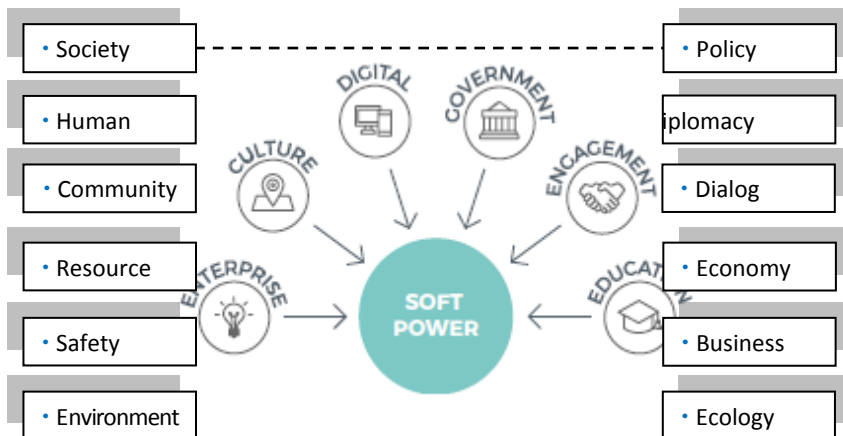 • Society
• Human
• Community
• Resource
• Safety
• Environment
DIGITAL
GOVERNMENT
CULTURE
ENGAGEMENT
ENTERPRISE
EDUCATION
SOFT
POWER
• Policy
iplomacy
• Dialog
• Economy
• Business
• Ecology